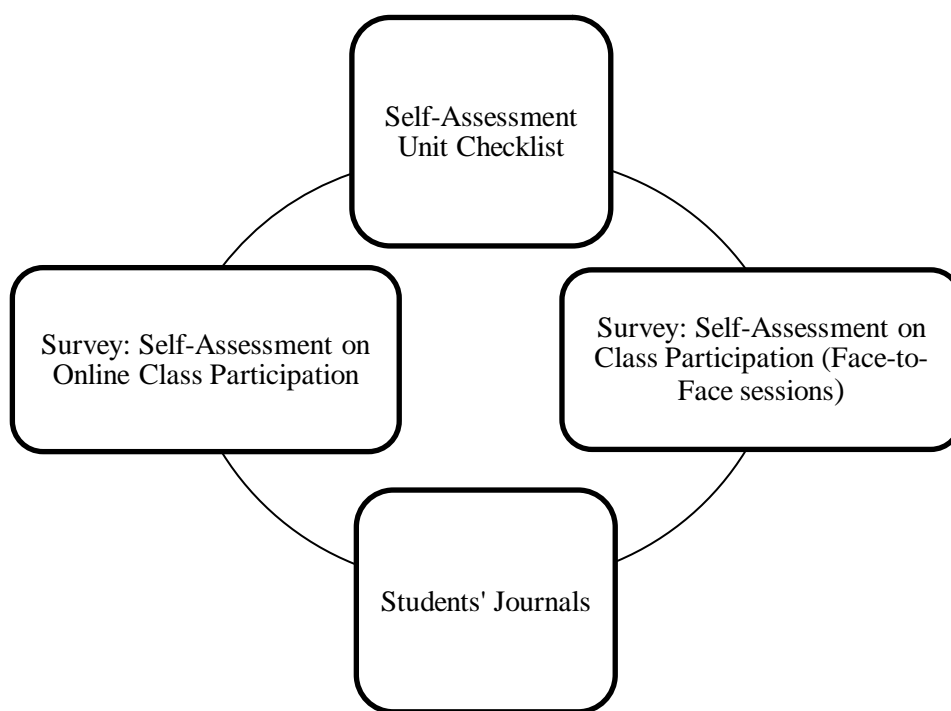 Self-Assessment
Unit Checklist
Survey: Self-Assessment on
Online Class Participation
Survey: Self-Assessment on
Class Participation (Face-to-
Face sessions)
Students' Journals